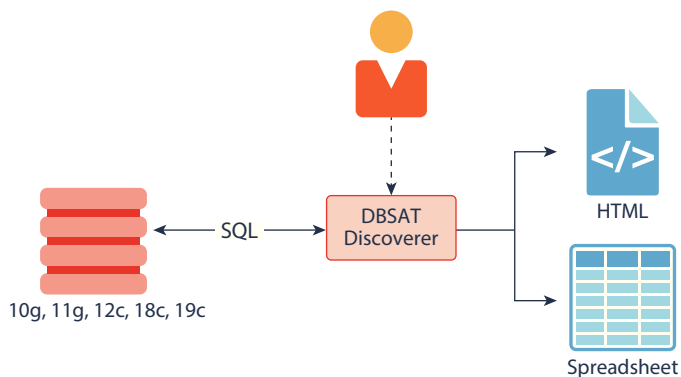 </>
HTML
DBSAT
Discoverer
SQL
10g, 11g, 12c, 18c, 19c
Spreadsheet